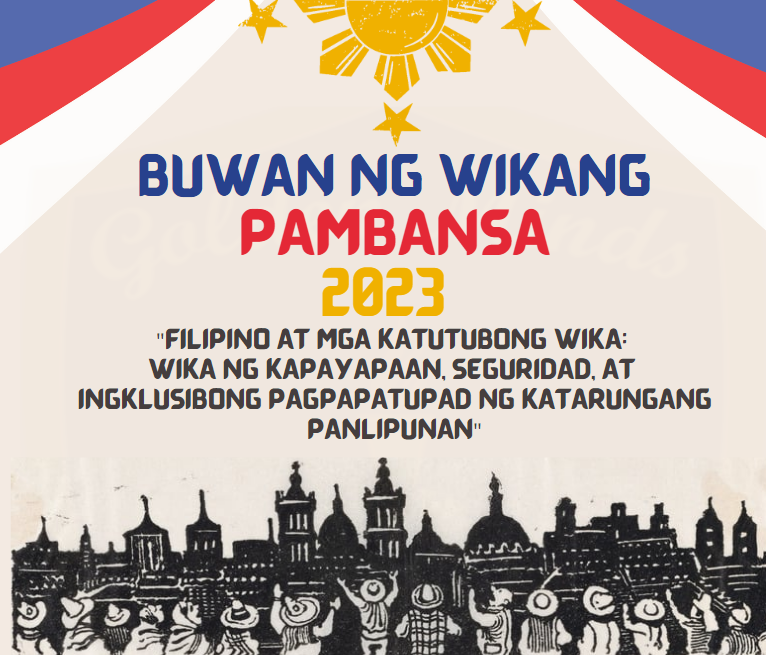 BUWAN NG WIKANG
PAMBANSA
2023
"FILIPINO AT MGA KATUTUBONG WIKA:
WIKA NG KAPAYAPAAN, SEGURIDAD, AT
INGKLUSIBONG PAGPAPATUPAD NG KATARUNGANG
PANLIPUNAN"